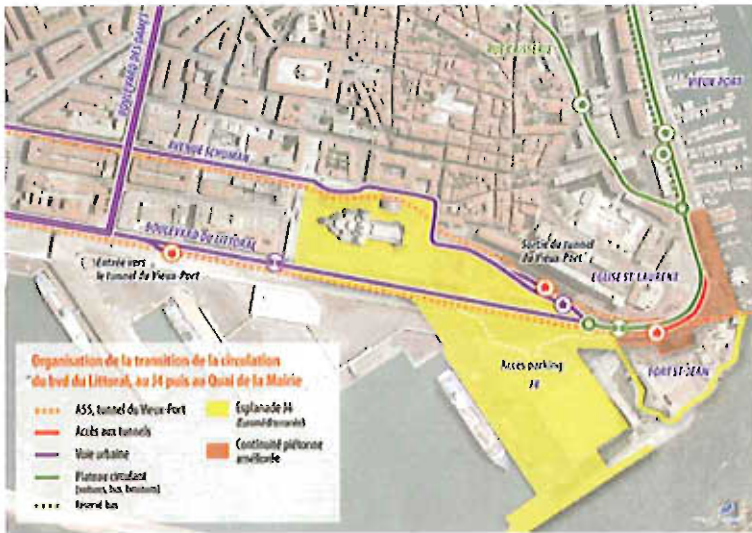 RUE CAISSERIE
VIEUX PORT
BOULEVARD DES DAMES
AVENUE SCHUMAN
BOULEVARD DU LITTORAL
Entrée vers
le tunnel du Vieux-Port
Sortie du tunnel
du Vieux-Port
EGLISE ST LAURENT
Accès parking
J4
FORT ST-JEAN
Organisation de la transition de la circulation
du bvd du Littoral, au J4 puis au Quai de la Mairie
A55, tunnel du Vieux-Port
Accès aux tunnels
Voie urbaine
Plateau circulant
Réservé bus
Esplanade J4
Continuité piétonne
améliorée